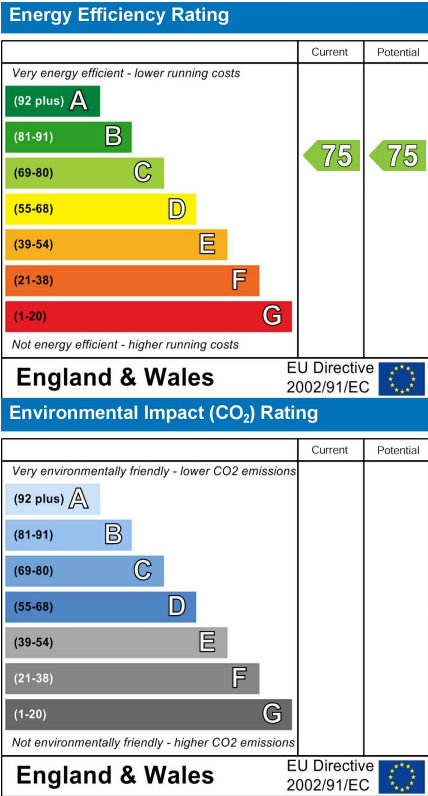 Energy Efficiency Rating
Current Potential
Very energy efficient - lower running costs
(92 plus) A
(81-91) B
(69-80) C
(55-68) D
(39-54) E
(21-38) F
(1-20) G
75 75
Not energy efficient - higher running costs
England & Wales
EU Directive
2002/91/EC
Environmental Impact (CO₂) Rating
Current Potential
Very environmentally friendly - lower CO2 emissions
(92 plus) A
(81-91) B
(69-80) C
(55-68) D
(39-54) E
(21-38) F
(1-20) G
Not environmentally friendly - higher CO2 emissions
England & Wales
EU Directive
2002/91/EC